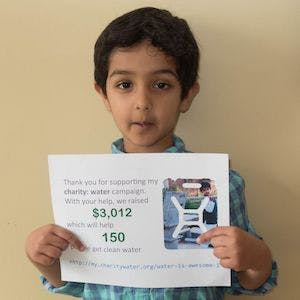 Thank you for supporting my
charity: water campaign.
With your help, we raised
$3,012
which will help
150
get clean water
http://my.charitywater.org/water-is-awesome-1